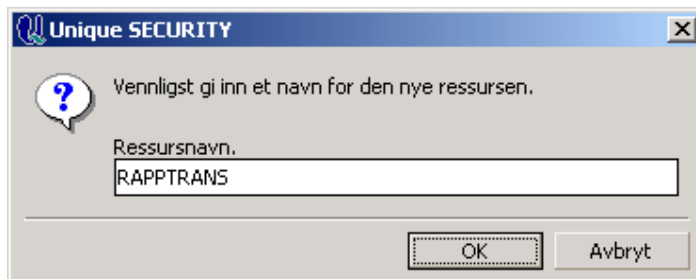 Unique SECURITY
Vennligst gi inn et navn for den nye ressursen.
Ressursnavn.
RAPPTRANS
OK
Avbryt